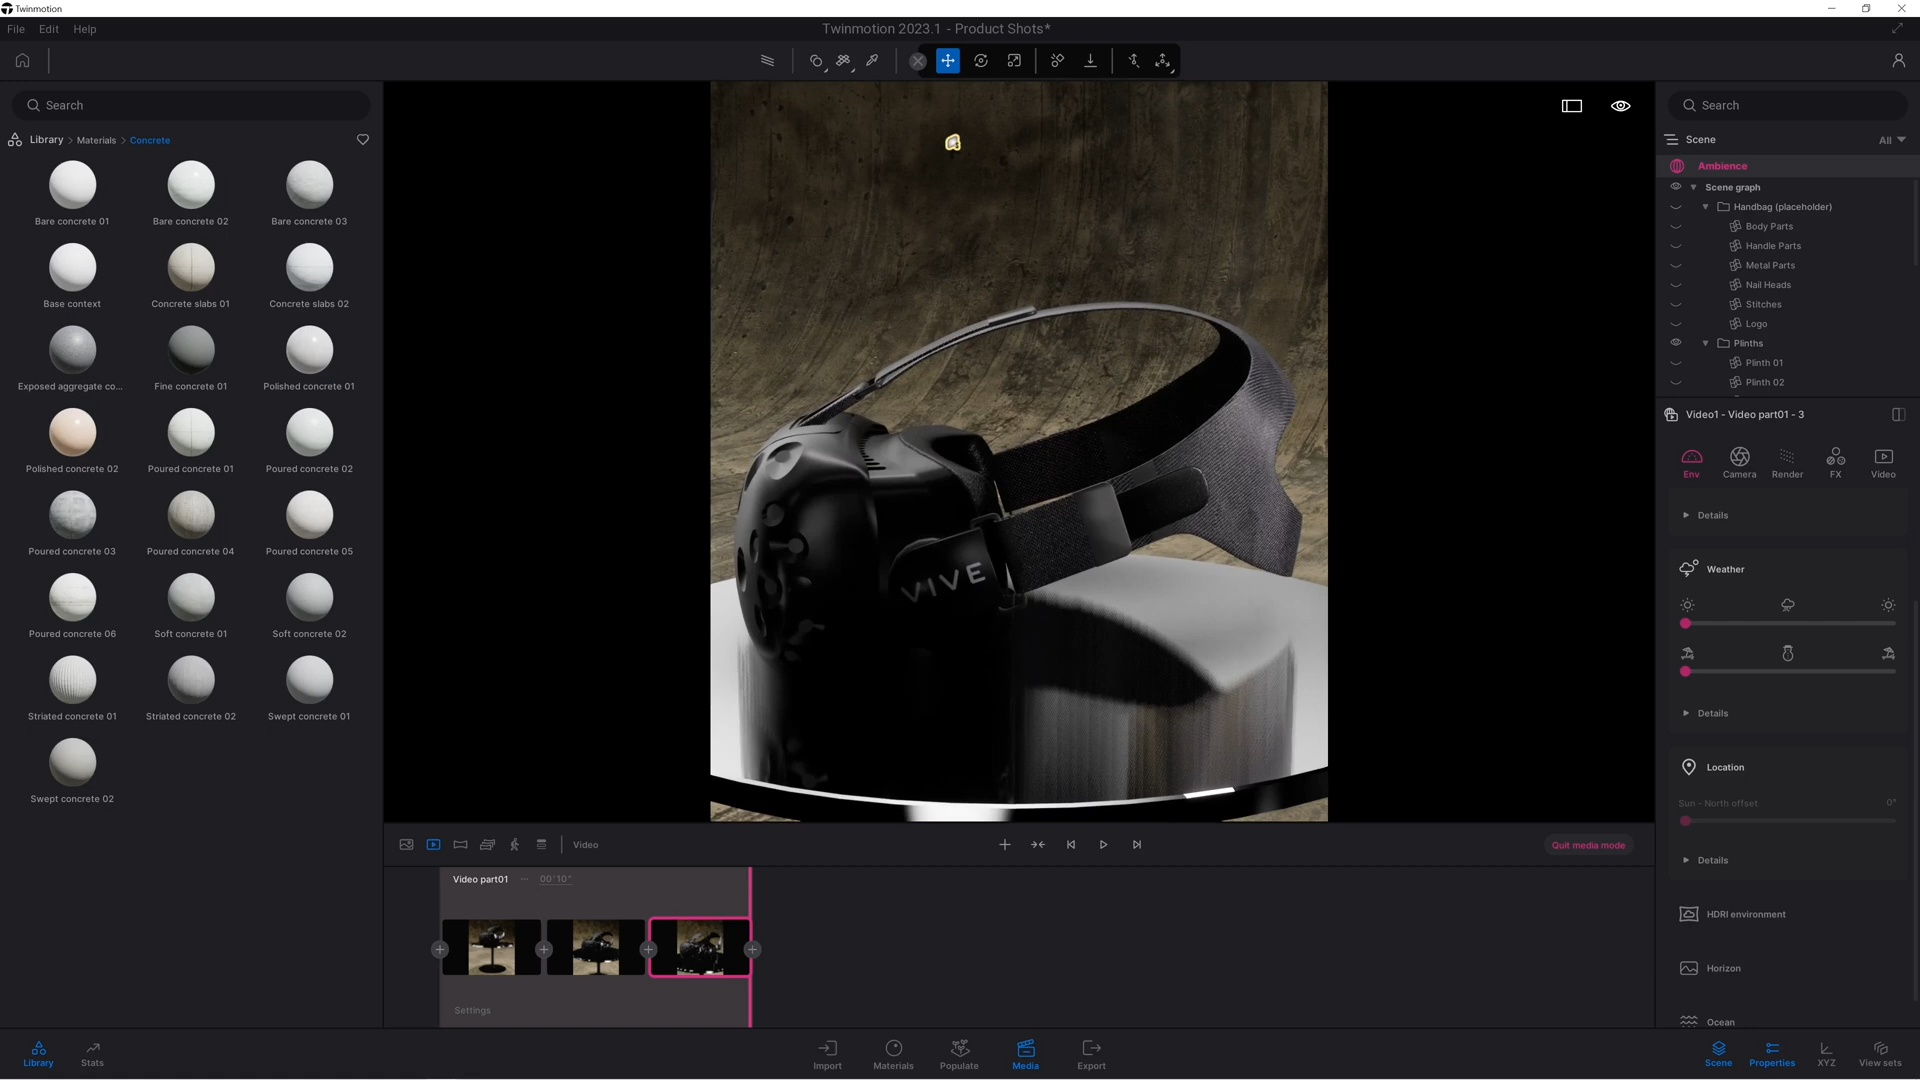 Twinmotion
File Edit Help
Twinmotion 2023.1 - Product Shots*
Search
Library > Materials > Concrete
Bare concrete 01
Bare concrete 02
Bare concrete 03
Base context
Concrete slabs 01
Concrete slabs 02
Exposed aggregate co...
Fine concrete 01
Polished concrete 01
Polished concrete 02
Poured concrete 01
Poured concrete 02
Poured concrete 03
Poured concrete 04
Poured concrete 05
Poured concrete 06
Soft concrete 01
Soft concrete 02
Striated concrete 01
Striated concrete 02
Swept concrete 01
Swept concrete 02
VIVE
Search
Scene
All
Ambience
Scene graph
Handbag (placeholder)
Body Parts
Handle Parts
Metal Parts
Nail Heads
Stitches
Logo
Plinths
Plinth 01
Plinth 02
Video1 - Video part01 - 3
Env Camera Render FX Video
Details
Weather
Details
Location
Sun - North offset 0°
Details
HDRI environment
Horizon
Ocean
Video
Quit media mode
Video part01 ... 00'10"
Settings
Library Stats
Import Materials Populate Media Export
Scene Properties XYZ View sets